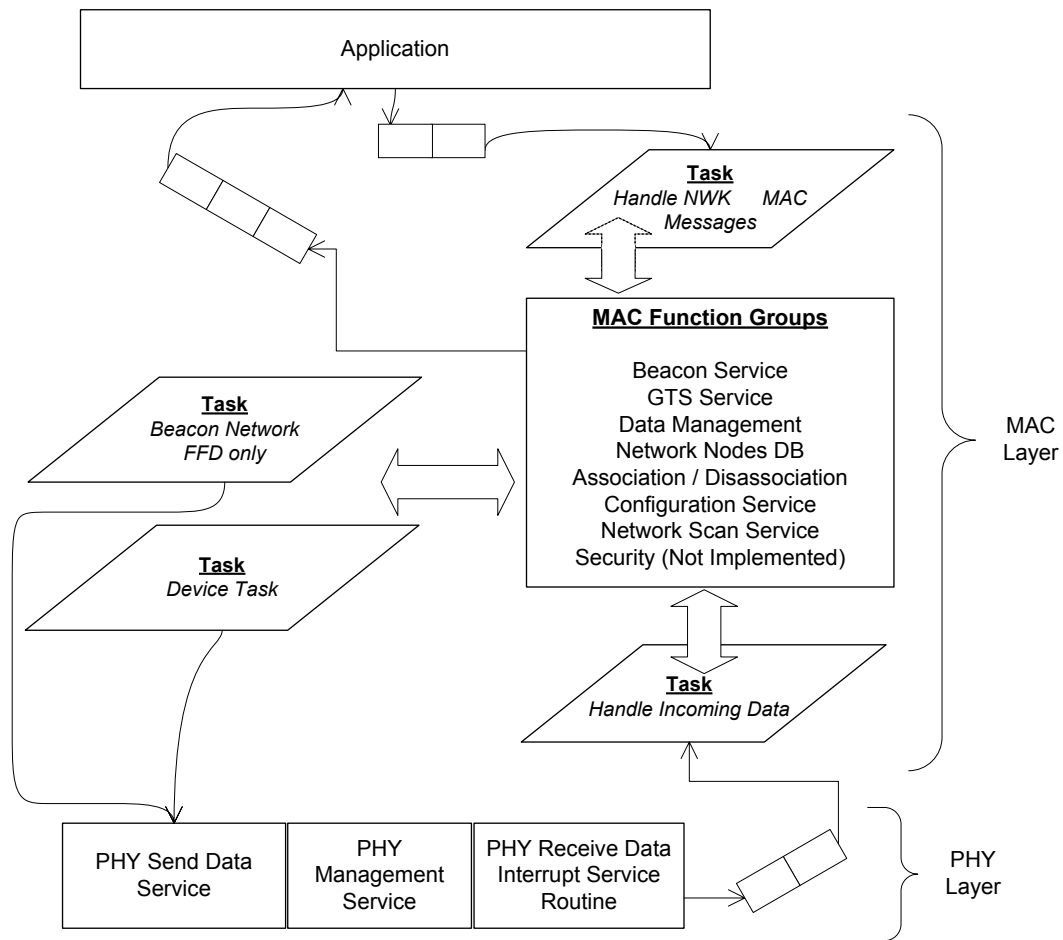 Application
Task
Handle NWK MAC
Messages
MAC Function Groups
Beacon Service
GTS Service
Data Management
Network Nodes DB
Association / Disassociation
Configuration Service
Network Scan Service
Security (Not Implemented)
Task
Beacon Network
FFD only
MAC
Layer
Task
Device Task
Task
Handle Incoming Data
PHY Send Data
Service
PHY
Management
Service
PHY Receive Data
Interrupt Service
Routine
PHY
Layer